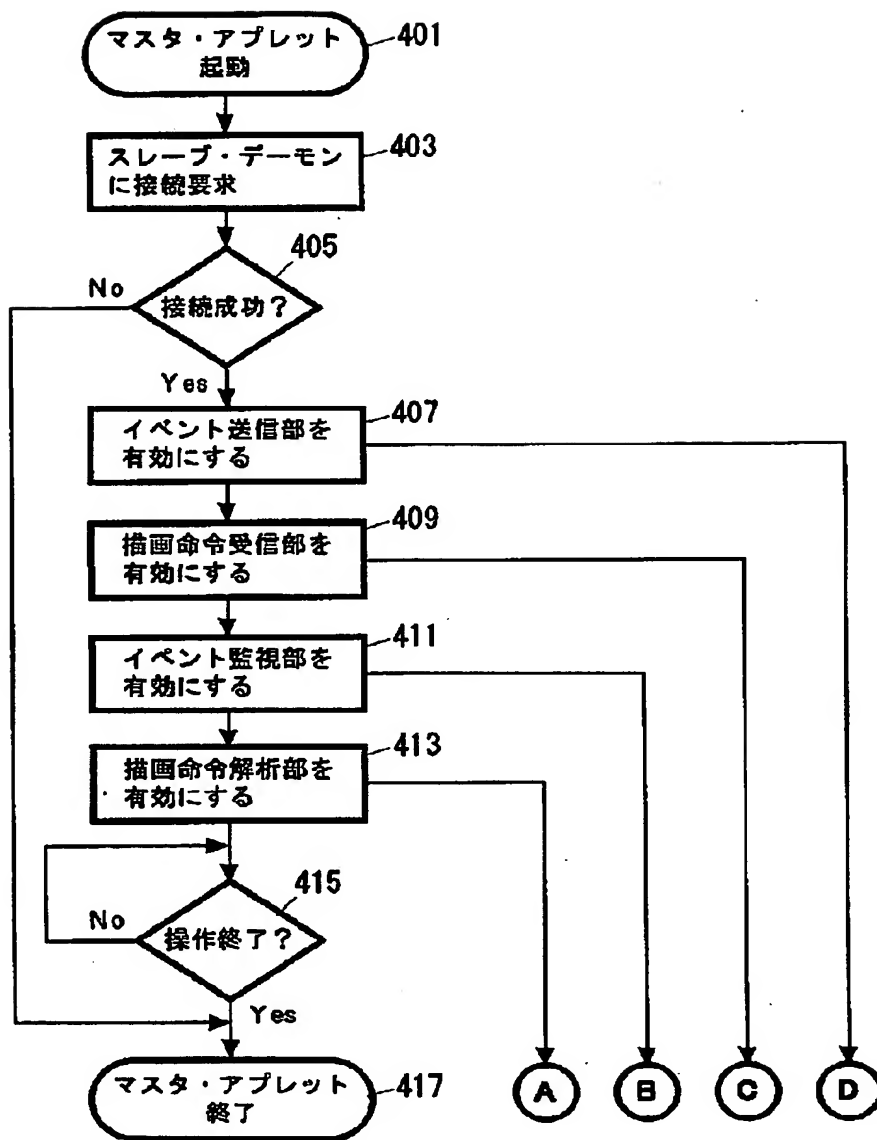 マスタ・アプレット
起動
401
スレーブ・デーモン
に接続要求
403
405
接続成功?
No
Yes
イベント送信部を
有効にする
407
描画命令受信部を
有効にする
409
イベント監視部を
有効にする
411
描画命令解析部を
有効にする
413
415
操作終了?
No
Yes
マスタ・アプレット
終了
417
A
B
C
D